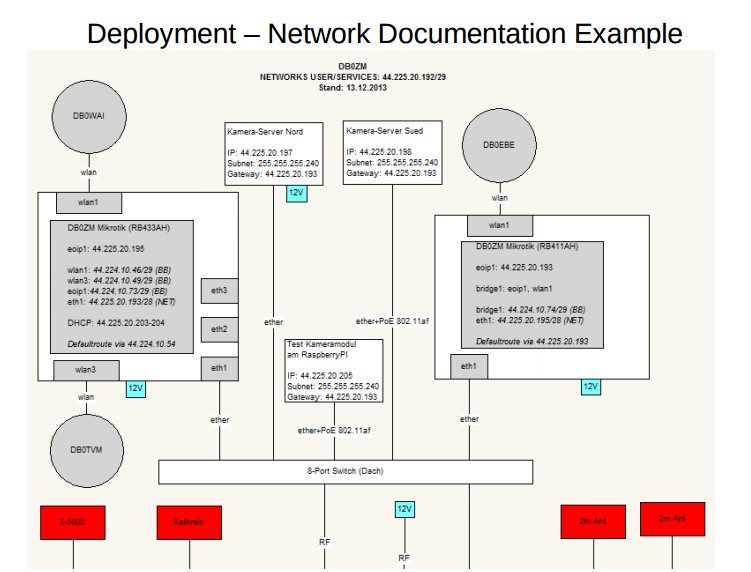 Deployment – Network Documentation Example
DB0ZM
NETWORKS USER/SERVICES: 44.225.20.192/29
Stand: 13.12.2013
DB0WAI
wlan
wlan1
DB0ZM Mikrotik (RB433AH)
eoip1: 44.225.20.195
wlan1: 44.224.10.46/29 (BB)
wlan3: 44.224.10.49/29 (BB)
eoip1:44.224.10.73/29 (BB)
eth1: 44.225.20.193/28 (NET)
DHCP: 44.225.20.203-204
Defaultroute via 44.224.10.54
eth3
eth2
eth1
wlan3
12V
wlan
DB0TVM
ether
Kamera-Server Nord
IP: 44.225.20.197
Subnet: 255.255.255.240
Gateway: 44.225.20.193
12V
ether
Kamera-Server Sued
IP: 44.225.20.198
Subnet: 255.255.255.240
Gateway: 44.225.20.193
ether+PoE 802.11af
Test Kameramodul
am RaspberryPI
IP: 44.225.20.205
Subnet: 255.255.255.240
Gateway: 44.225.20.193
ether+PoE 802.11af
DB0EBE
wlan
wlan1
DB0ZM Mikrotik (RB411AH)
eoip1: 44.225.20.193
bridge1: eoip1, wlan1
bridge1: 44.224.10.74/29 (BB)
eth1: 44.225.20.195/28 (NET)
Defaultroute via 44.225.20.193
eth1
12V
ether
8-Port Switch (Dach)
X-5000
Kathrein
RF
12V
RF
2m Ant
2m Ant